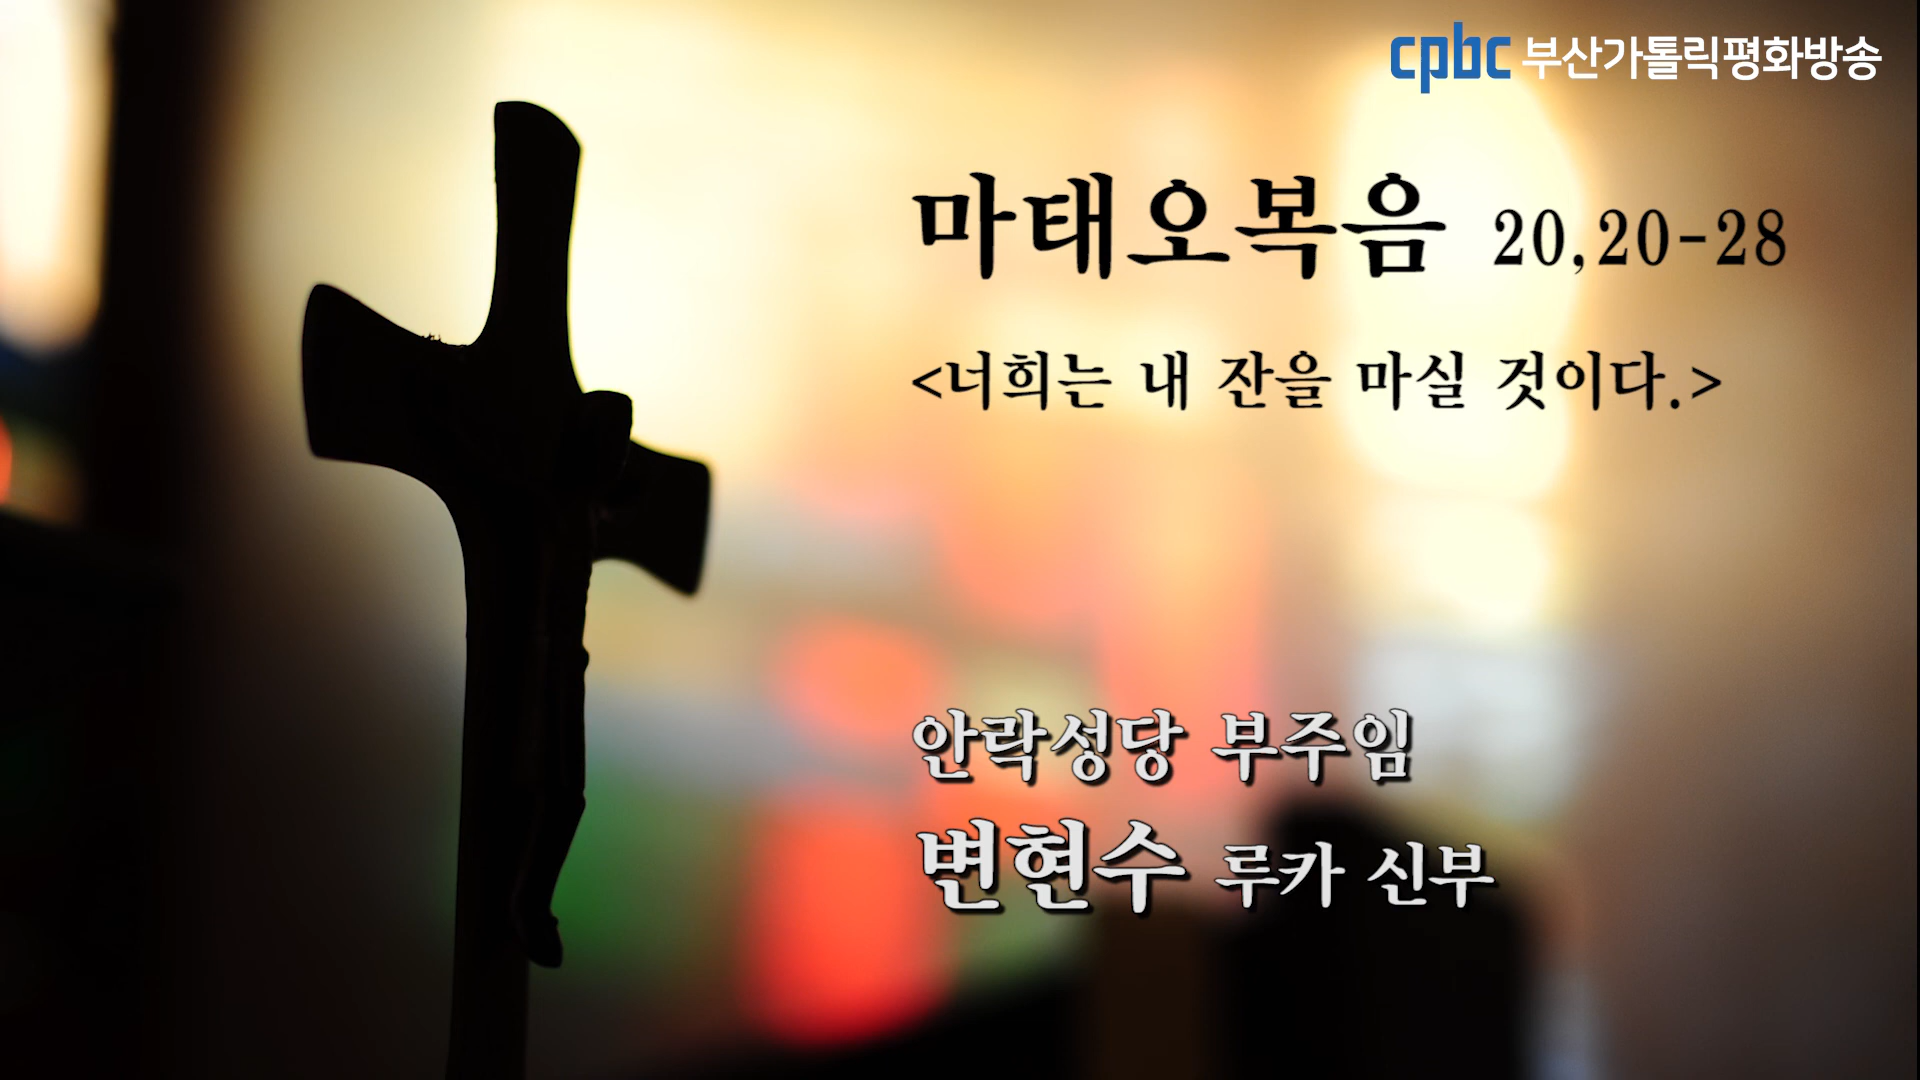 cpbc 부산가톨릭평화방송
마태오복음 20,20-28
<너희는 내 잔을 마실 것이다.>
안락성당 부주임
변현수 루카 신부